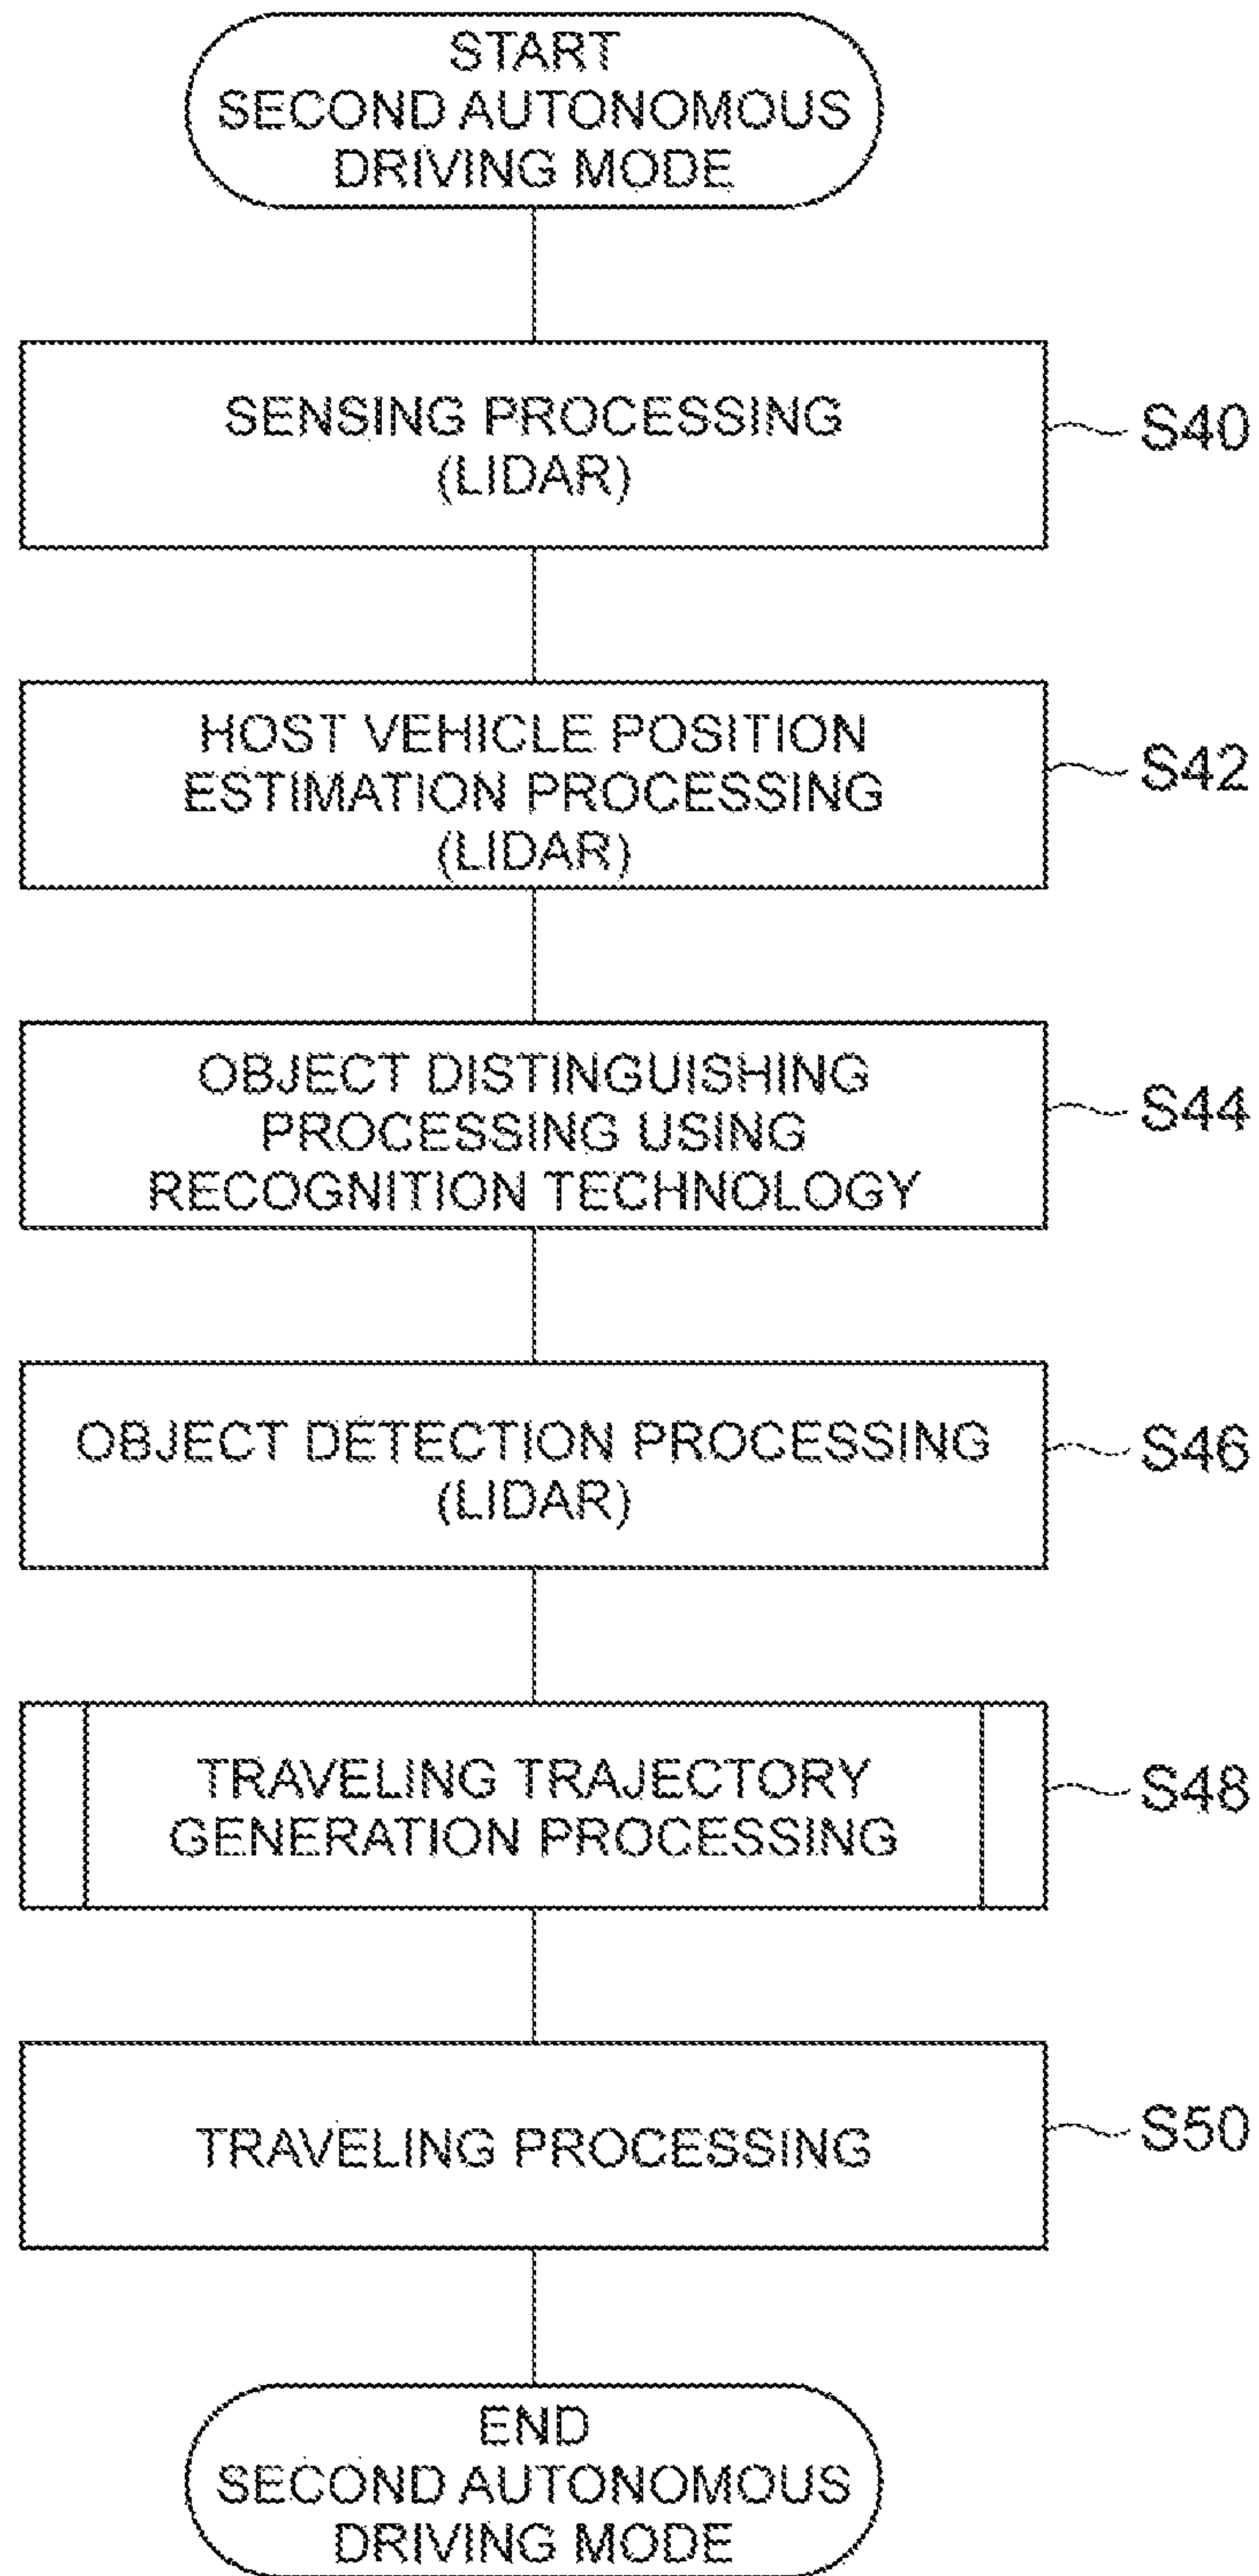 START
SECOND AUTONOMOUS
DRIVING MODE
SENSING PROCESSING
(LIDAR)
S40
HOST VEHICLE POSITION
ESTIMATION PROCESSING
(LIDAR)
S42
OBJECT DISTINGUISHING
PROCESSING USING
RECOGNITION TECHNOLOGY
S44
OBJECT DETECTION PROCESSING
(LIDAR)
S46
TRAVELING TRAJECTORY
GENERATION PROCESSING
S48
TRAVELING PROCESSING
S50
END
SECOND AUTONOMOUS
DRIVING MODE